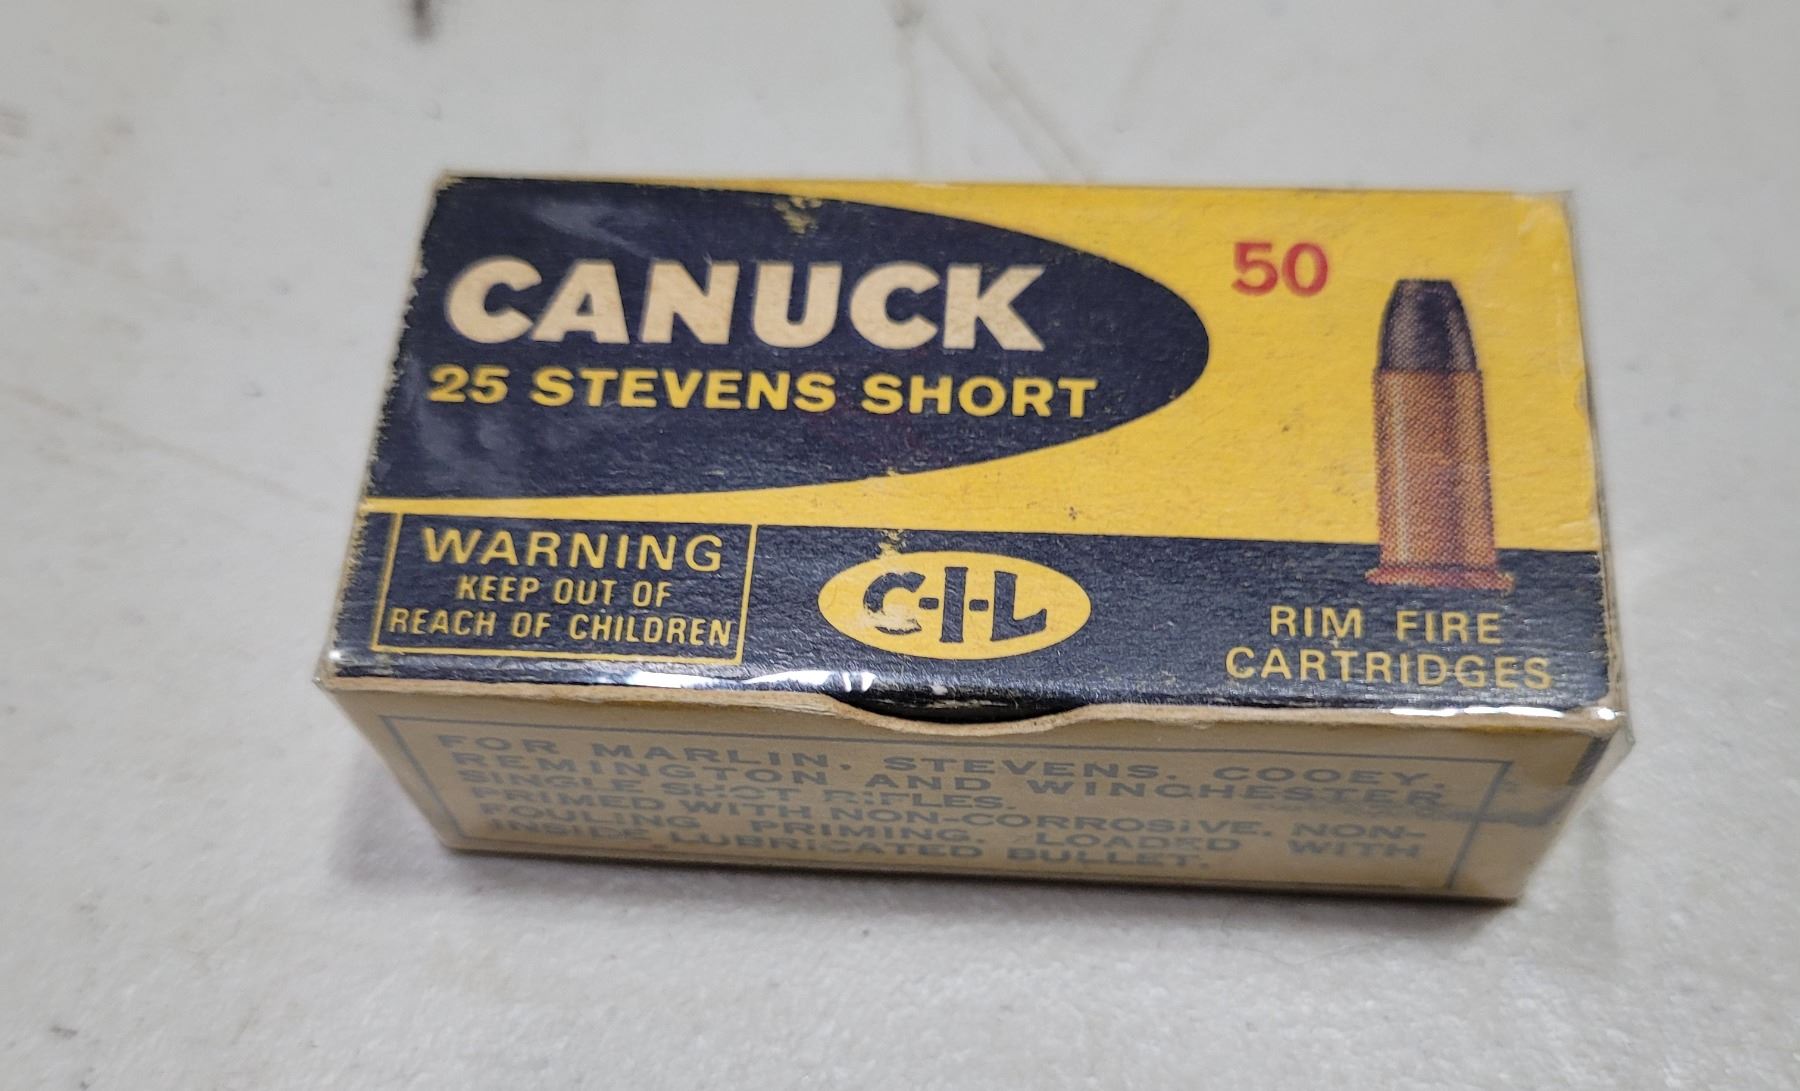 CANUCK
25 STEVENS SHORT
50
WARNING
KEEP OUT OF
REACH OF CHILDREN
C-I-L
RIM FIRE
CARTRIDGES
FOR MARLIN, STEVENS, COOEY,
REMINGTON AND WINCHESTER
SINGLE SHOT RIFLES.
PRIMED WITH NON-CORROSIVE, NON-
FOULING PRIMING. LOADED WITH
INSIDE LUBRICATED BULLET.